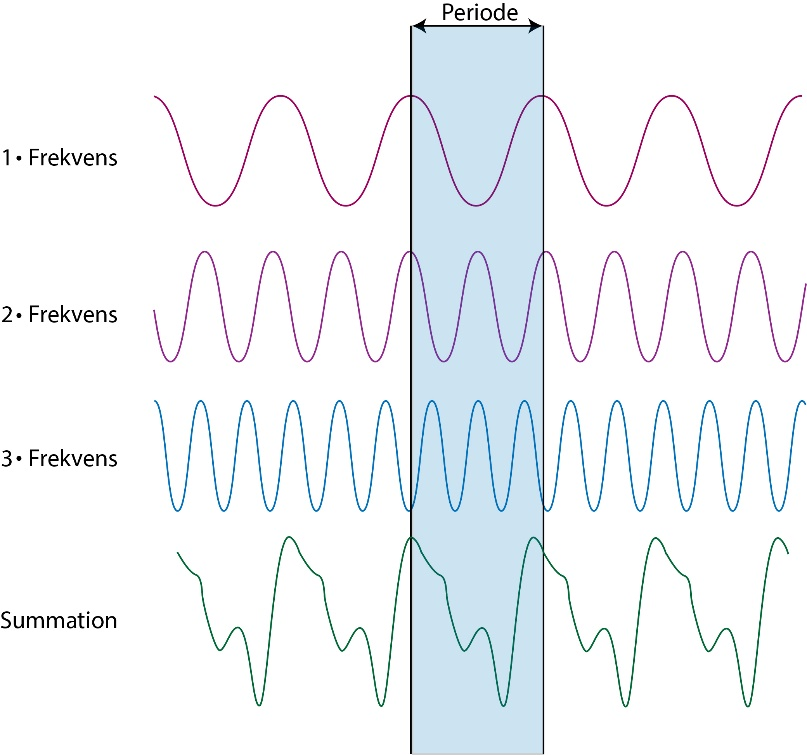 Periode
1• Frekvens
2• Frekvens
3• Frekvens
Summation